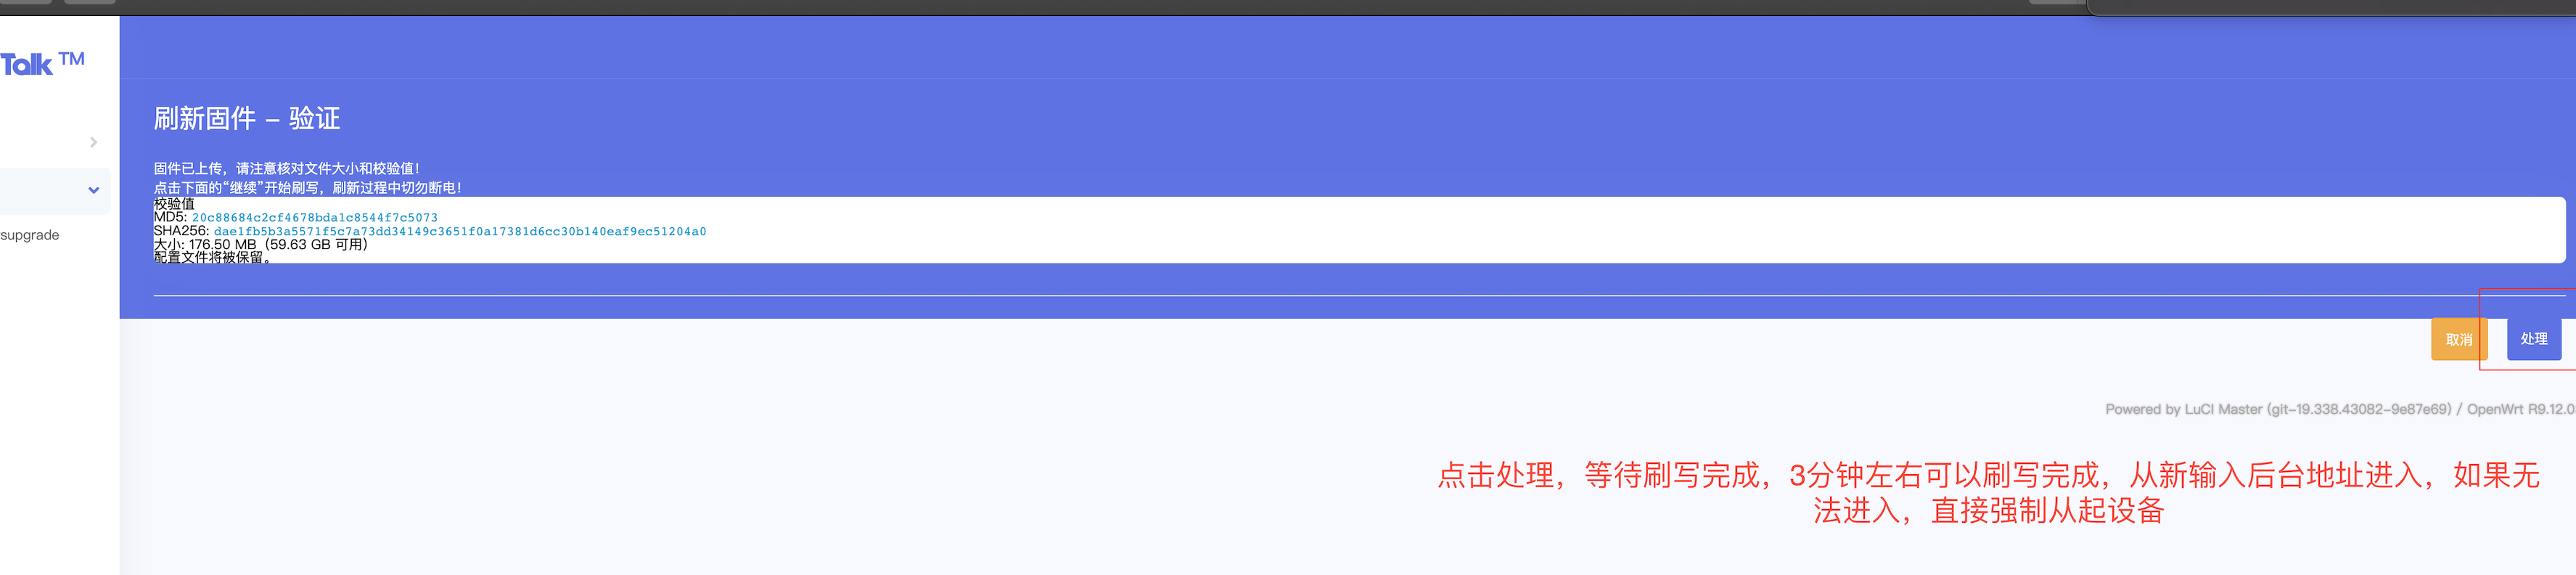 Talk TM
刷新固件 – 验证
固件已上传，请注意核对文件大小和校验值！
点击下面的“继续”开始刷写，刷新过程中切勿断电！
校验值
MD5: 20c88684c2cf4678bda1c8544f7c5073
SHA256: dae1fb5b3a5571f5c7a73dd34149c3651f0a17381d6cc30b140eaf9ec51204a0
supgrade
大小: 176.50 MB（59.63 GB 可用）
配置文件将被保留。
取消
处理
Powered by LuCI Master (git-19.338.43082-9e87e69) / OpenWrt R9.12.0
点击处理，等待刷写完成，3分钟左右可以刷写完成，从新输入后台地址进入，如果无
法进入，直接强制从起设备